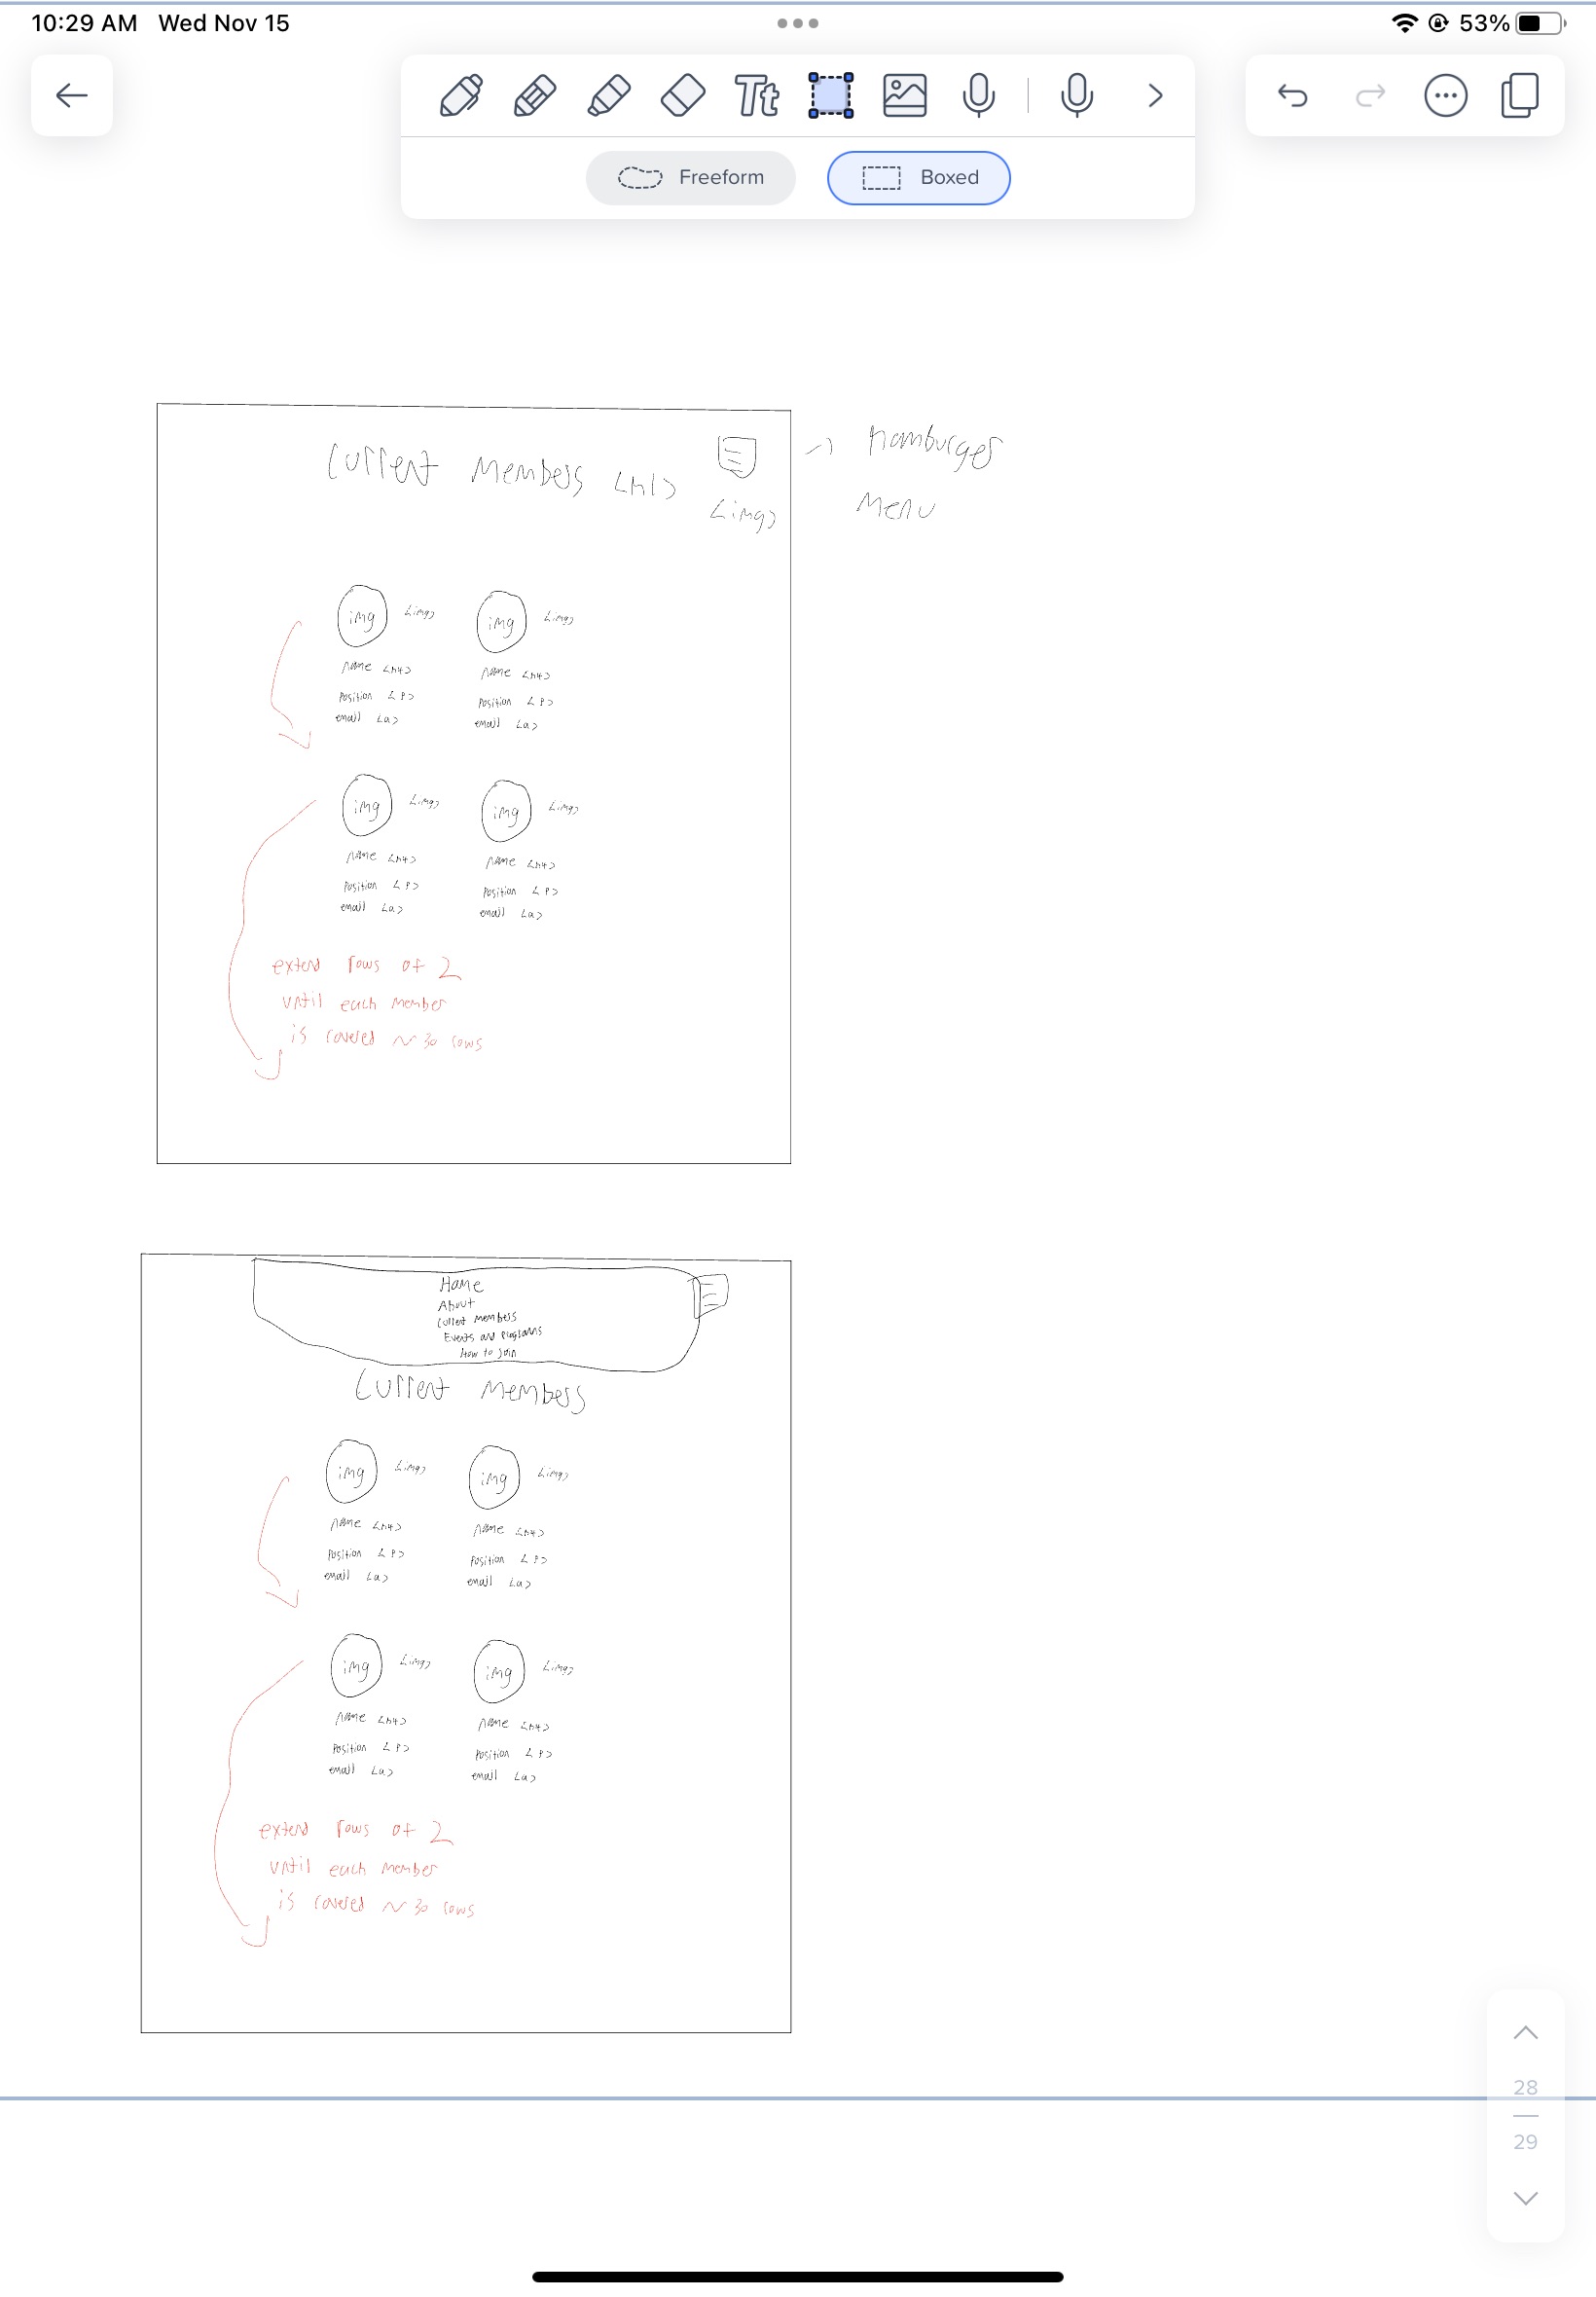 10:29 AM Wed Nov 15
53%
Tt
Freeform Boxed
Current Members <h1>
<img>
hamburger
Menu
img <img> img <img>
Name <h4> Name <h4>
Position <P> Position <P>
email <a> email <a>
img <img> img <img>
Name <h4> Name <h4>
Position <P> Position <P>
email <a> email <a>
extend rows of 2
until each member
is covered ~ 30 rows
Home
About
Current Members
Events and Programs
How to Join
Current Members
img <img> img <img>
Name <h4> Name <h4>
Position <P> Position <P>
email <a> email <a>
img <img> img <img>
Name <h4> Name <h4>
Position <P> Position <P>
email <a> email <a>
extend rows of 2
until each member
is covered ~ 30 rows
28
29